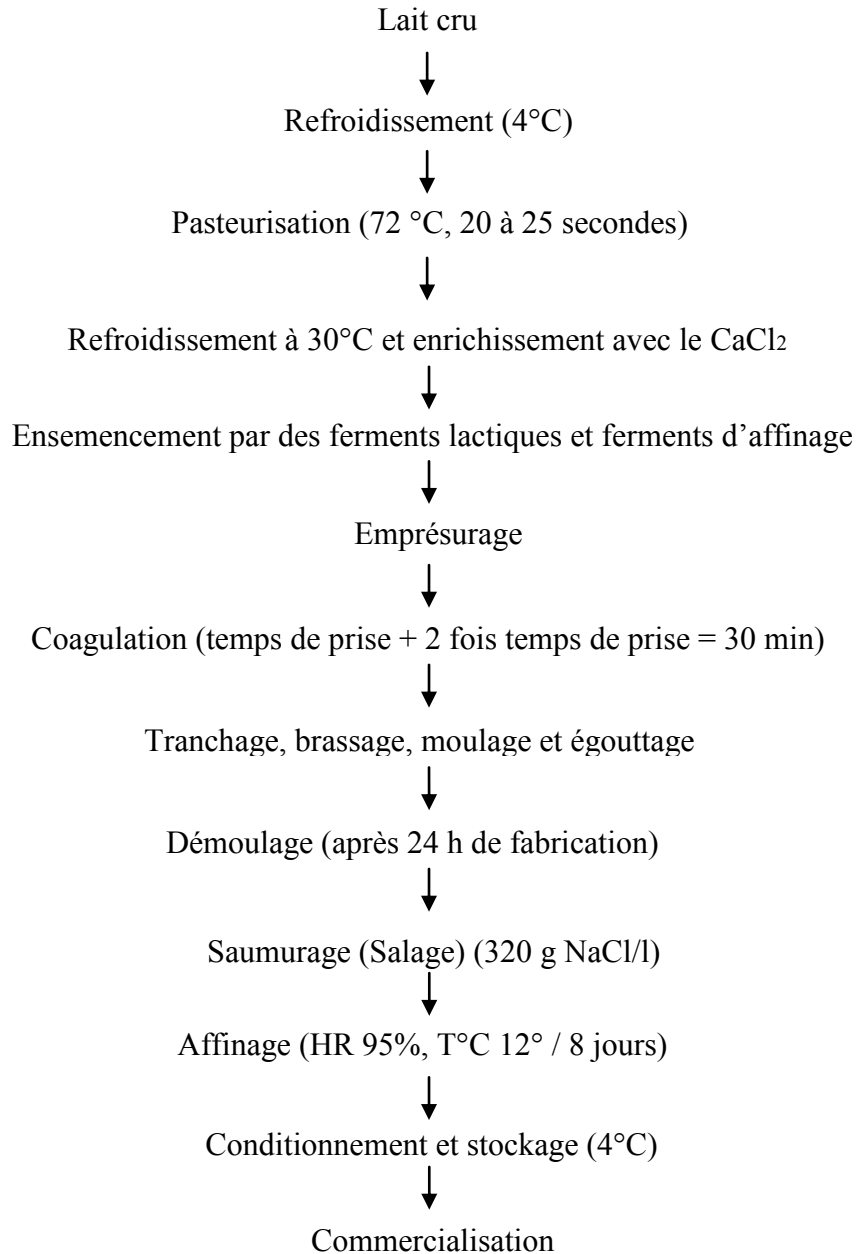 Lait cru
Refroidissement (4°C)
Pasteurisation (72 °C, 20 à 25 secondes)
Refroidissement à 30°C et enrichissement avec le CaCl2
Ensemencement par des ferments lactiques et ferments d’affinage
Emprésurage
Coagulation (temps de prise + 2 fois temps de prise = 30 min)
Tranchage, brassage, moulage et égouttage
Démoulage (après 24 h de fabrication)
Saumurage (Salage) (320 g NaCl/l)
Affinage (HR 95%, T°C 12° / 8 jours)
Conditionnement et stockage (4°C)
Commercialisation